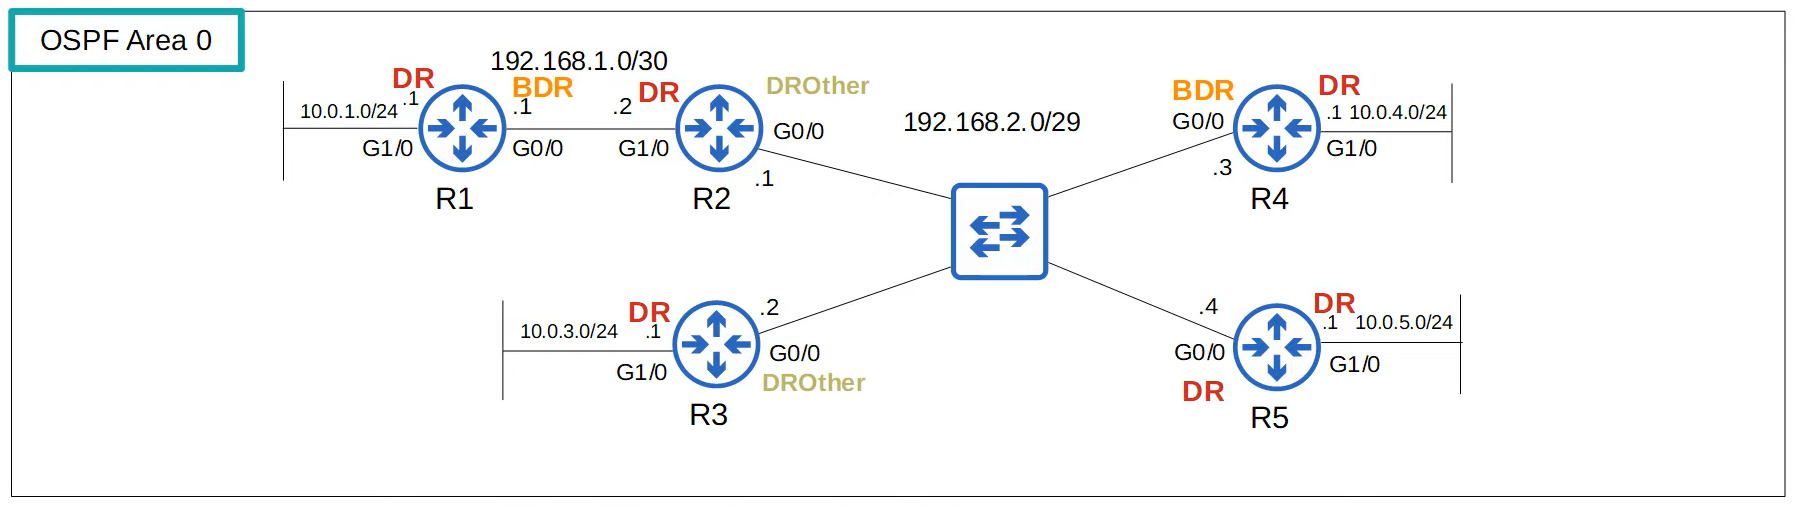 OSPF Area 0
192.168.1.0/30
DR
BDR
DR
DROther
10.0.1.0/24
.1
.1
.2
G1/0
G0/0
G1/0
G0/0
.1
R1
R2
192.168.2.0/29
BDR
DR
G0/0
.1
10.0.4.0/24
G1/0
.3
R4
DR
.2
10.0.3.0/24
.1
G0/0
G1/0
DROther
R3
.4
DR
.1
10.0.5.0/24
G0/0
G1/0
DR
R5